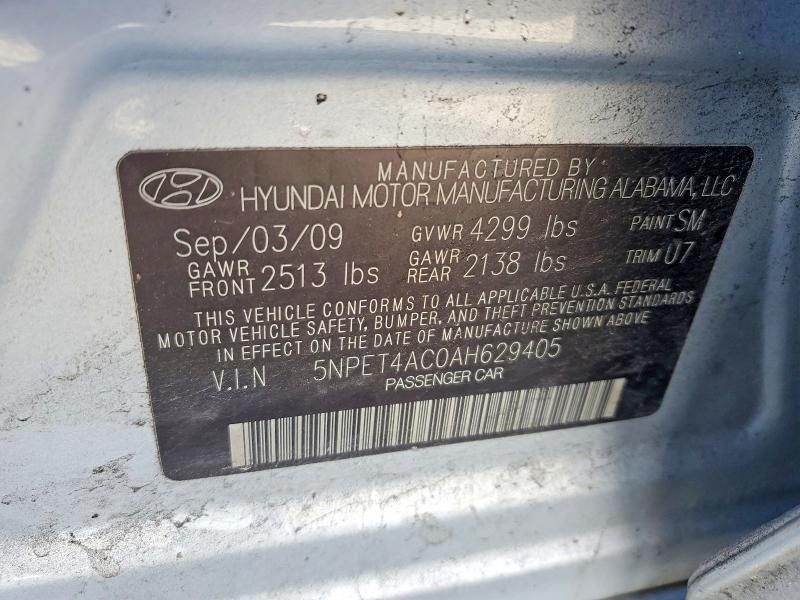 MANUFACTURED BY
HYUNDAI MOTOR MANUFACTURING ALABAMA, LLC
Sep/03/09 GVWR 4299 lbs PAINT SM
GAWR FRONT 2513 lbs GAWR REAR 2138 lbs TRIM U7
THIS VEHICLE CONFORMS TO ALL APPLICABLE U.S.A. FEDERAL
MOTOR VEHICLE SAFETY, BUMPER, AND THEFT PREVENTION STANDARDS
IN EFFECT ON THE DATE OF MANUFACTURE SHOWN ABOVE
V.I.N 5NPET4AC0AH629405
PASSENGER CAR